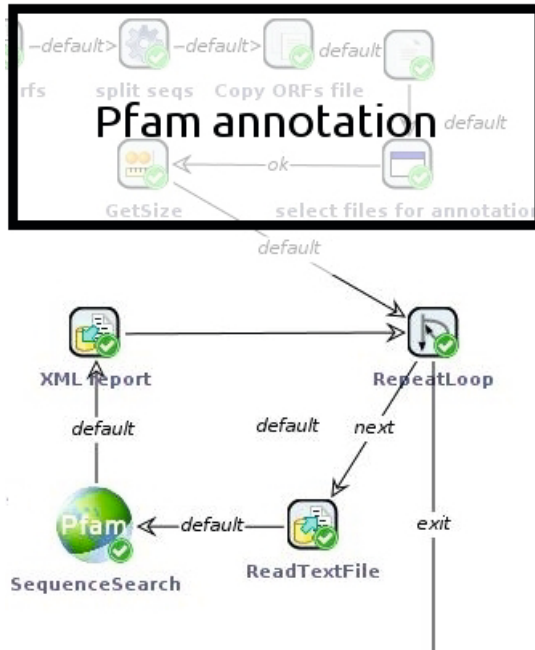 default> default> default
rfs split seqs Copy ORFs file
Pfam annotation
default
ok
GetSize select files for annotation
default
XML report RepeatLoop
default default next
Pfam default exit
SequenceSearch ReadTextFile